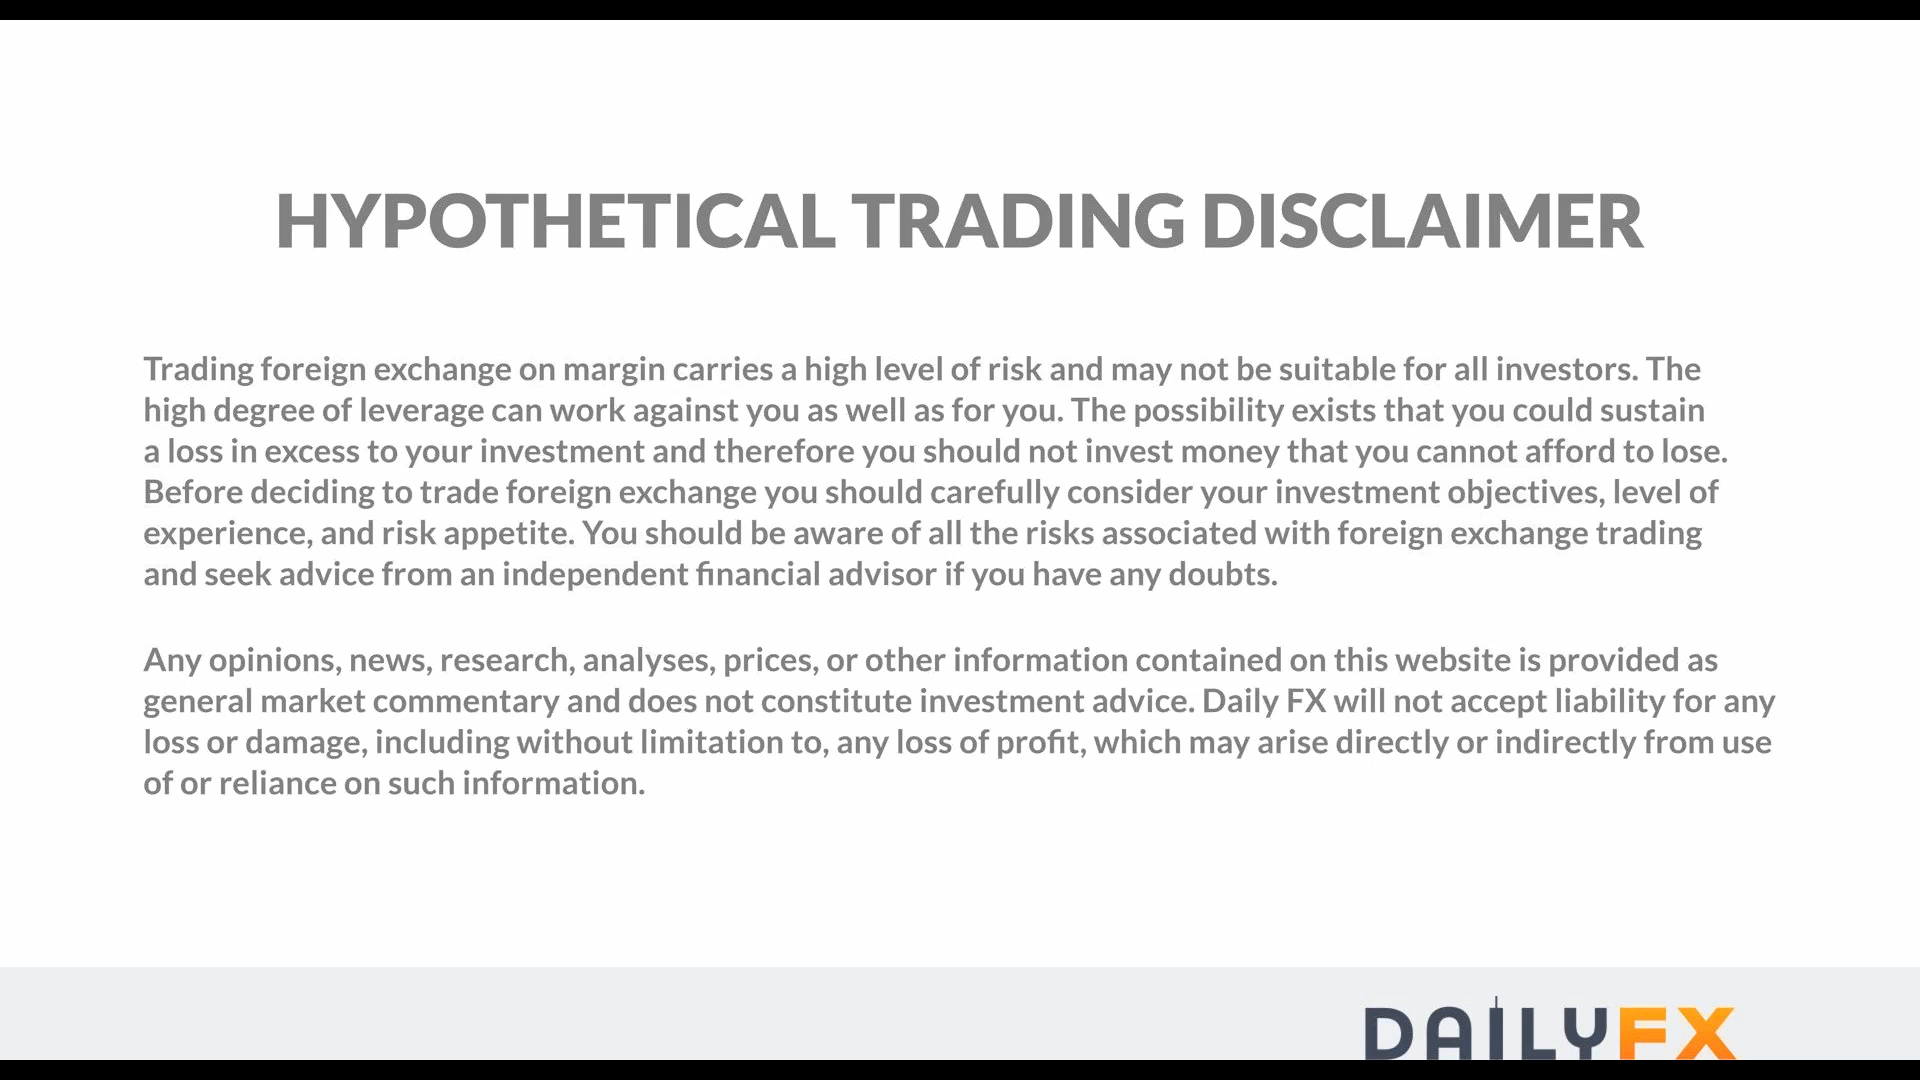 HYPOTHETICAL TRADING DISCLAIMER
Trading foreign exchange on margin carries a high level of risk and may not be suitable for all investors. The
high degree of leverage can work against you as well as for you. The possibility exists that you could sustain
a loss in excess to your investment and therefore you should not invest money that you cannot afford to lose.
Before deciding to trade foreign exchange you should carefully consider your investment objectives, level of
experience, and risk appetite. You should be aware of all the risks associated with foreign exchange trading
and seek advice from an independent financial advisor if you have any doubts.
Any opinions, news, research, analyses, prices, or other information contained on this website is provided as
general market commentary and does not constitute investment advice. Daily FX will not accept liability for any
loss or damage, including without limitation to, any loss of profit, which may arise directly or indirectly from use
of or reliance on such information.
DAILYFX